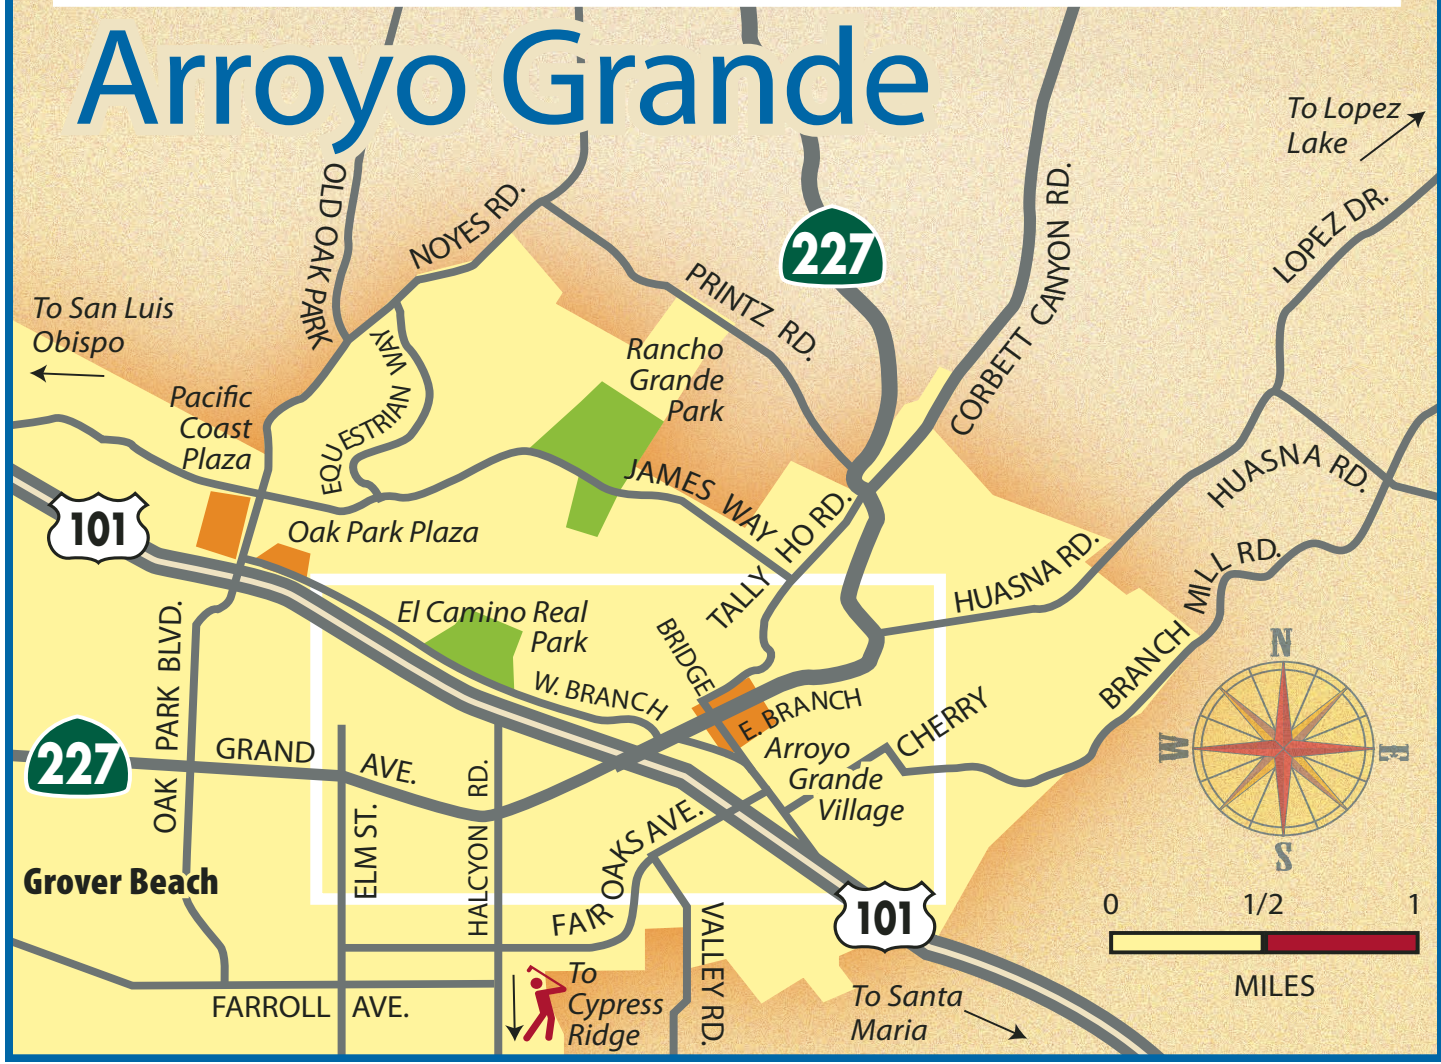 Arroyo Grande
To Lopez
Lake
LOPEZ DR.
OLD OAK PARK
NOYES RD.
227
CORBETT CANYON RD.
PRINTZ RD.
To San Luis
Obispo
EQUESTRIAN WAY
Rancho
Grande
Park
Pacific
Coast
Plaza
JAMES WAY
HUASNA RD.
101
Oak Park Plaza
TALLY HO RD.
HUASNA RD.
BRANCH MILL RD.
El Camino Real
Park
BRIDGE
W. BRANCH
E. BRANCH
CHERRY
OAK PARK BLVD.
227
GRAND AVE.
Arroyo
Grande
Village
ELM ST.
HALCYON RD.
FAIR OAKS AVE.
Grover Beach
101
VALLEY RD.
FARROLL AVE.
To
Cypress
Ridge
To Santa
Maria
N
W
E
S
0 1/2 1
MILES